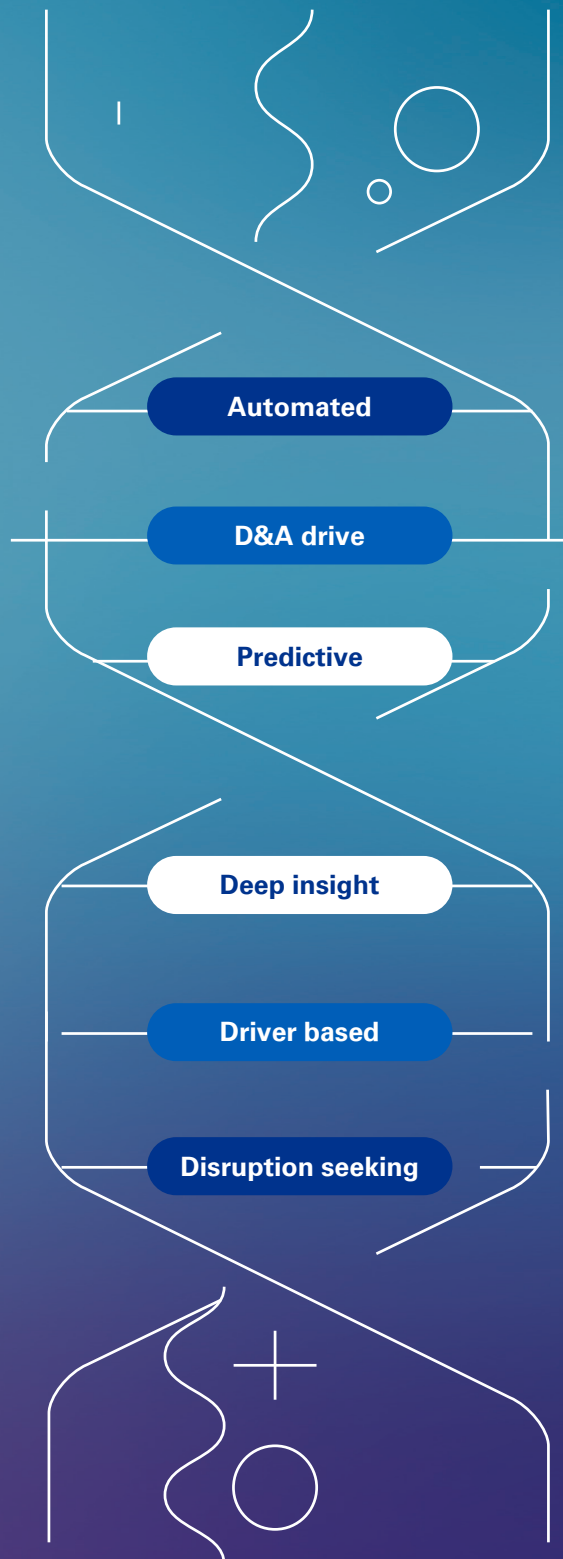 Automated
D&A drive
Predictive
Deep insight
Driver based
Disruption seeking